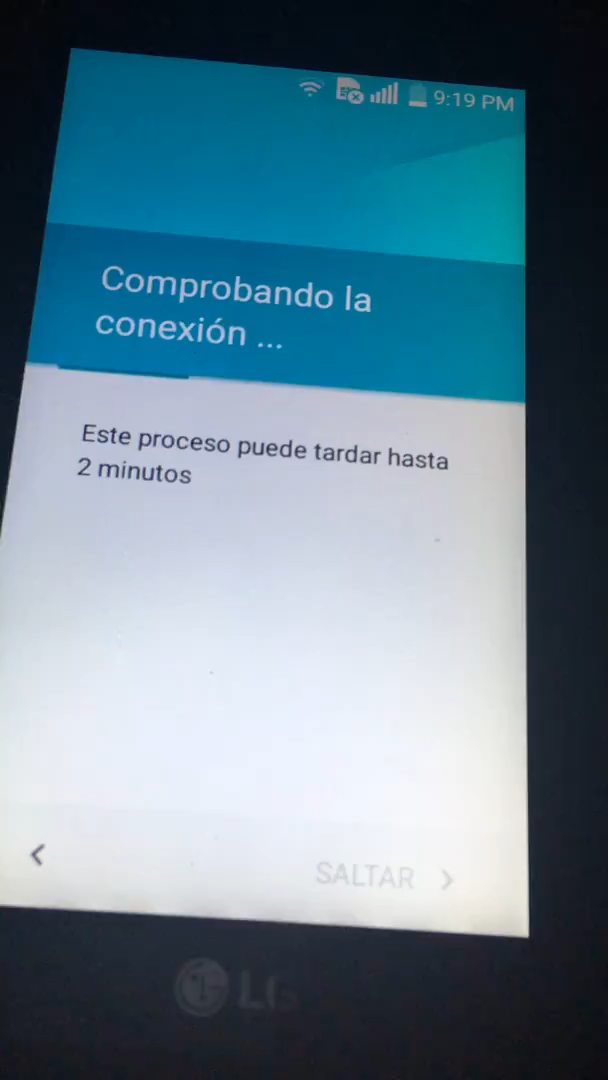 9:19 PM
Comprobando la
conexión ...
Este proceso puede tardar hasta
2 minutos
SALTAR
LG